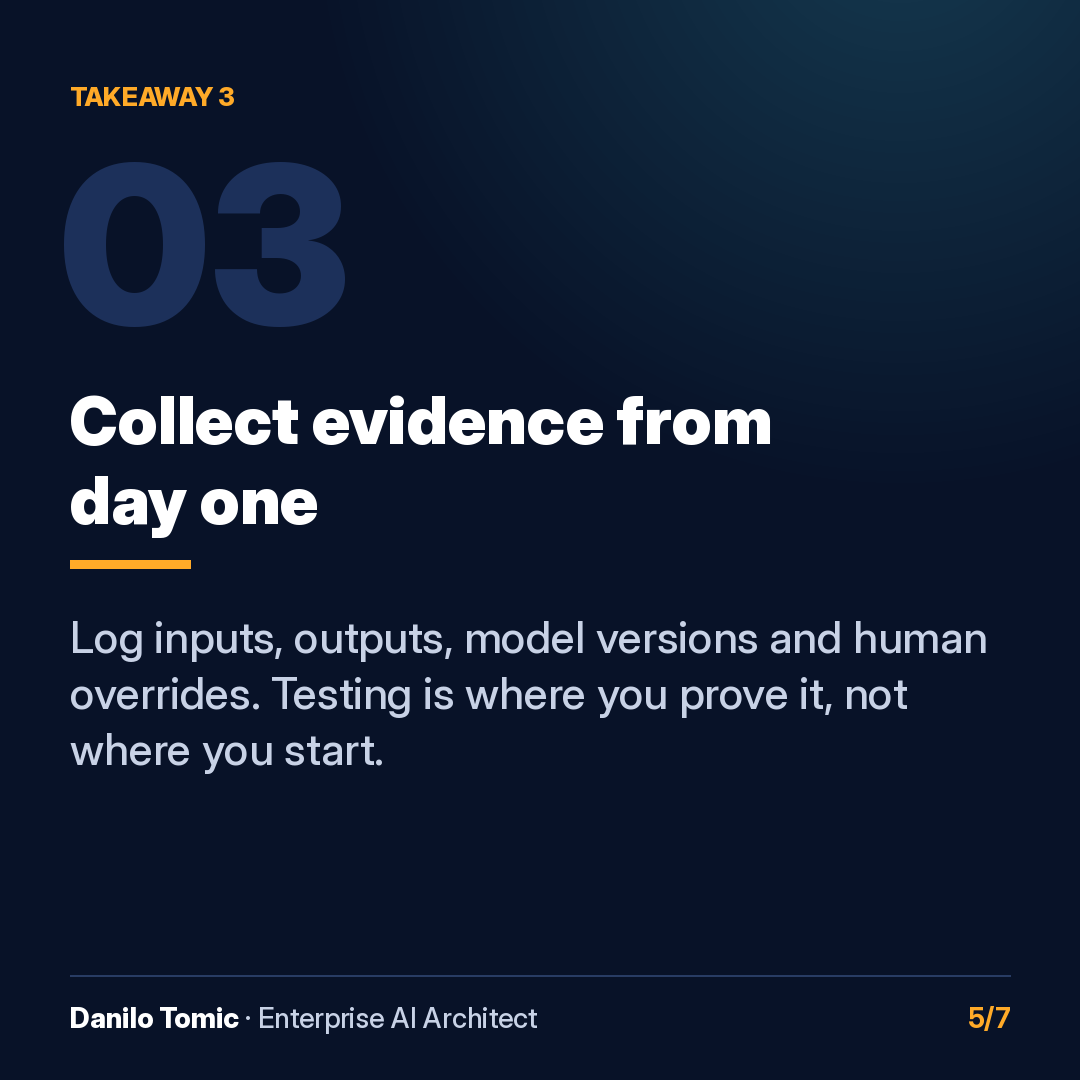 TAKEAWAY 3
03
Collect evidence from
day one
Log inputs, outputs, model versions and human
overrides. Testing is where you prove it, not
where you start.
Danilo Tomic · Enterprise AI Architect
5/7